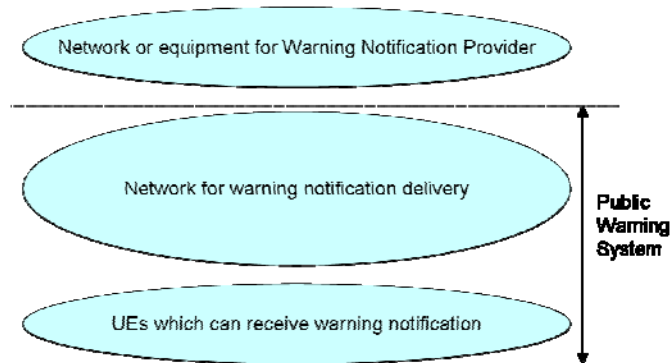 Network or equipment for Warning Notification Provider
Network for warning notification delivery
Public
Warning
System
UEs which can receive warning notification